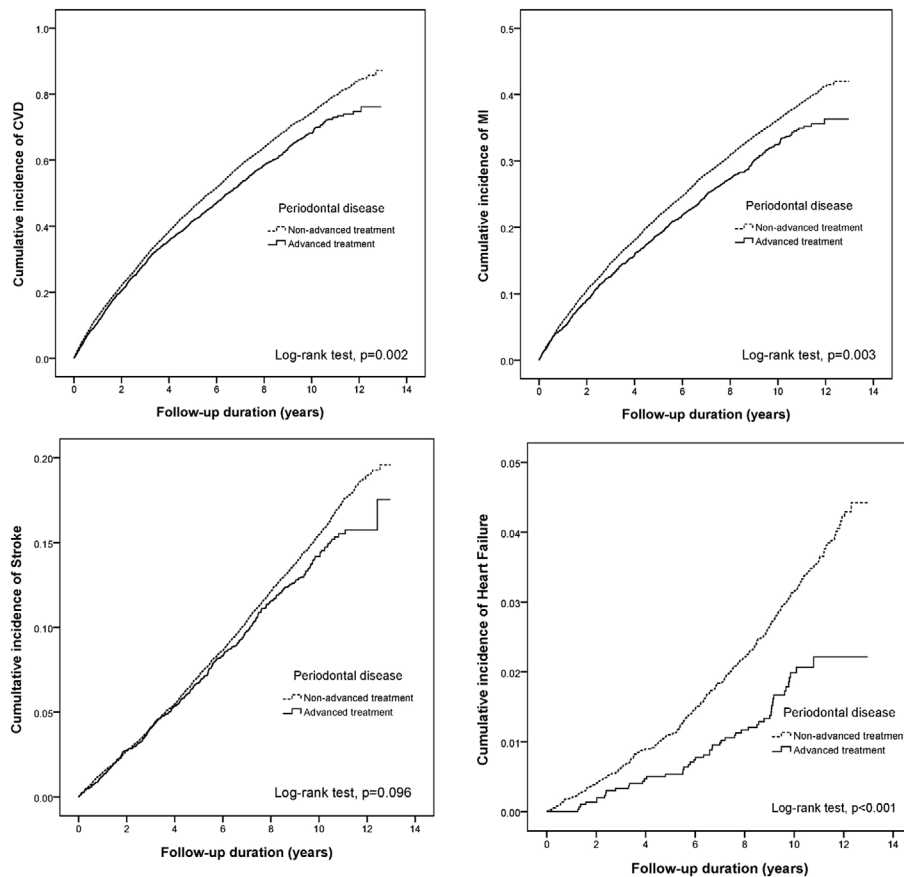 Cumulative incidence of CVD
1.0
0.8
0.6
0.4
0.2
0.0
Periodontal disease
Non-advanced treatment
Advanced treatment
Log-rank test, p=0.002
0 2 4 6 8 10 12 14
Follow-up duration (years)
Cumulative incidence of MI
0.5
0.4
0.3
0.2
0.1
0.0
Periodontal disease
Non-advanced treatment
Advanced treatment
Log-rank test, p=0.003
0 2 4 6 8 10 12 14
Follow-up duration (years)
Cumultative incidence of Stroke
0.20
0.15
0.10
0.05
0.00
Periodontal disease
Non-advanced treatment
Advanced treatment
Log-rank test, p=0.096
0 2 4 6 8 10 12 14
Follow-up duration (years)
Cumulative incidence of Heart Failure
0.05
0.04
0.03
0.02
0.01
0.00
Periodontal disease
Non-advanced treatment
Advanced treatment
Log-rank test, p<0.001
0 2 4 6 8 10 12 14
Follow-up duration (years)